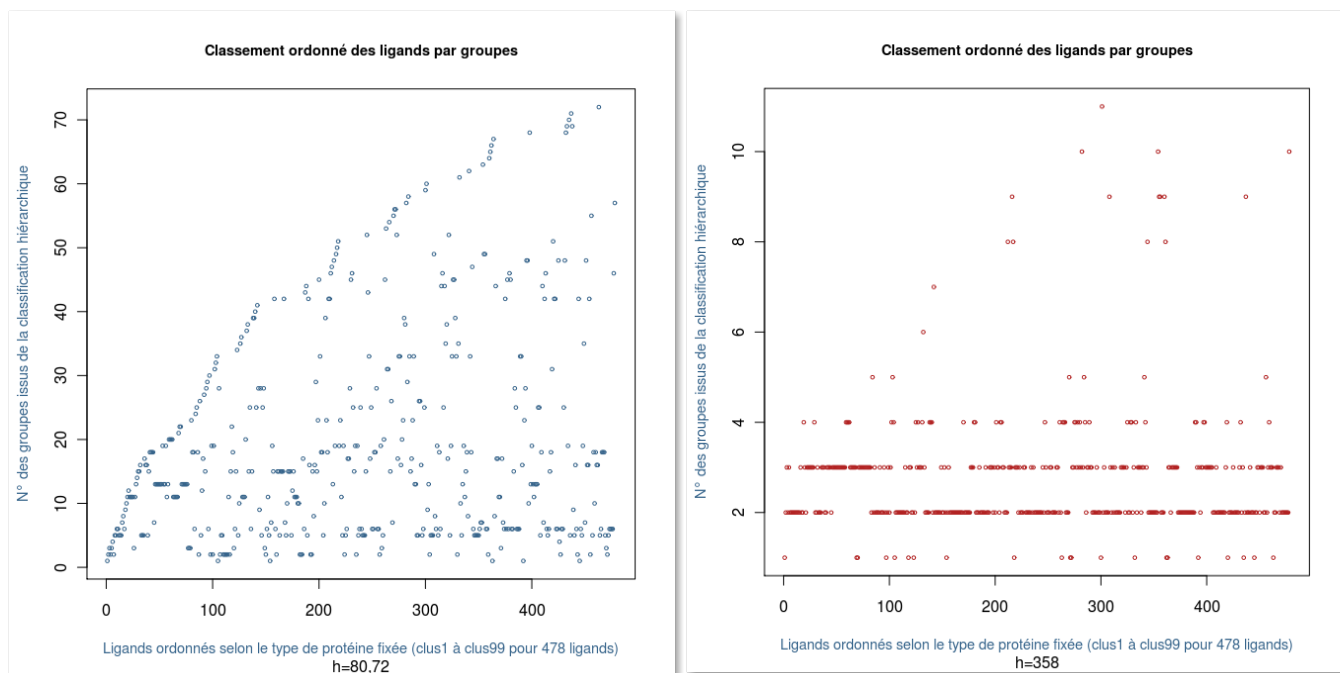 Classement ordonné des ligands par groupes
N° des groupes issus de la classification hiérarchique
70
60
50
40
30
20
10
0
0 100 200 300 400
Ligands ordonnés selon le type de protéine fixée (clus1 à clus99 pour 478 ligands)
h=80,72
Classement ordonné des ligands par groupes
N° des groupes issus de la classification hiérarchique
10
8
6
4
2
0 100 200 300 400
Ligands ordonnés selon le type de protéine fixée (clus1 à clus99 pour 478 ligands)
h=358